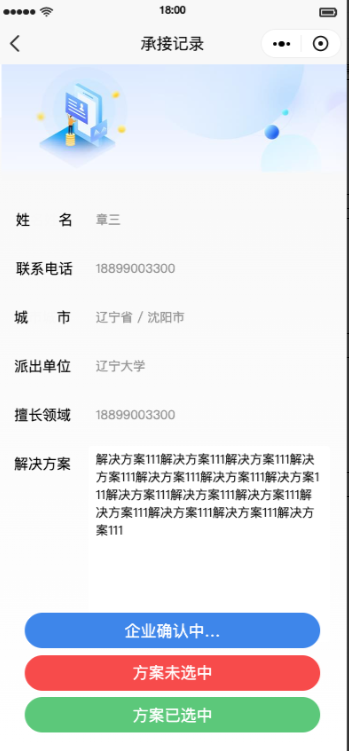 18:00
承接记录
姓 名 章三
联系电话 18899003300
城 市 辽宁省 / 沈阳市
派出单位 辽宁大学
擅长领域 18899003300
解决方案 解决方案111解决方案111解决方案111解决
方案111解决方案111解决方案111解决方案1
11解决方案111解决方案111解决方案111解
决方案111解决方案111解决方案111解决方
案111
企业确认中...
方案未选中
方案已选中